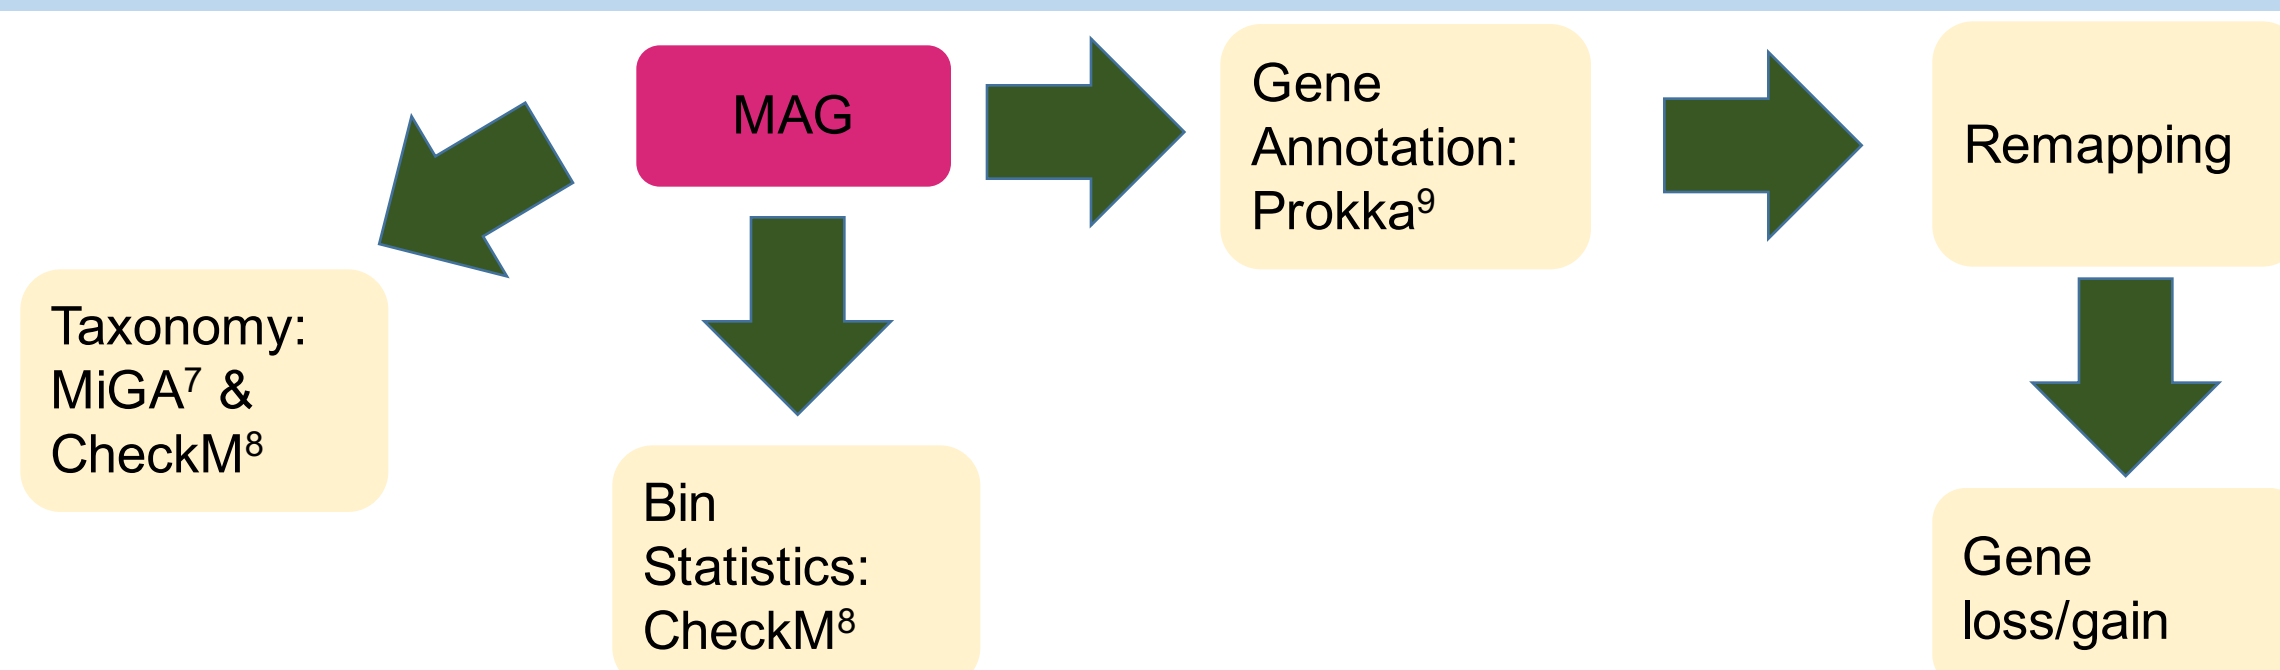 MAG
Gene
Annotation:
Prokka⁹
Remapping
Taxonomy:
MiGA⁷ &
CheckM⁸
Bin
Statistics:
CheckM⁸
Gene
loss/gain